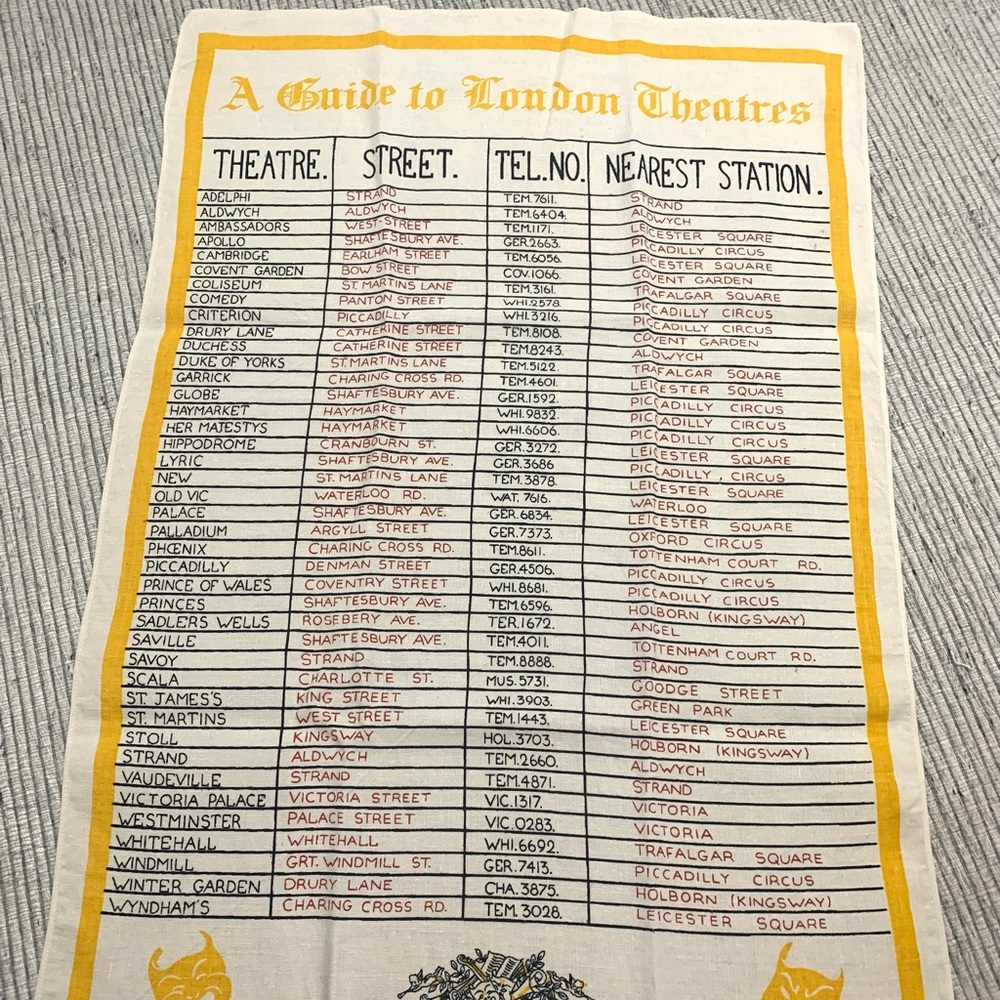 A Guide to London Theatres
THEATRE. STREET. TEL.NO. NEAREST STATION.
ADELPHI STRAND TEM.7611. STRAND
ALDWYCH ALDWYCH TEM.6404. ALDWYCH
AMBASSADORS WEST-STREET TEM.1171. LEICESTER SQUARE
APOLLO SHAFTESBURY AVE. GER.2663. PICCADILLY CIRCUS
CAMBRIDGE EARLHAM STREET TEM.6056. LEICESTER SQUARE
COVENT GARDEN BOW STREET COV.1066. COVENT GARDEN
COLISEUM ST. MARTINS LANE TEM.3161. TRAFALGAR SQUARE
COMEDY PANTON STREET WHI.2578. PICCADILLY CIRCUS
CRITERION PICCADILLY WHI.3216. PICCADILLY CIRCUS
DRURY LANE CATHERINE STREET TEM.8108. COVENT GARDEN
DUCHESS CATHERINE STREET TEM.8243. ALDWYCH
DUKE OF YORKS ST.MARTINS LANE TEM.5122. TRAFALGAR SQUARE
GARRICK CHARING CROSS RD. TEM.4601. LEICESTER SQUARE
GLOBE SHAFTESBURY AVE. GER.1592. PICCADILLY CIRCUS
HAYMARKET HAYMARKET WHI.9832. PICCADILLY CIRCUS
HER MAJESTYS HAYMARKET WHI.6606. PICCADILLY CIRCUS
HIPPODROME CRANBOURN ST. GER.3272. LEICESTER SQUARE
LYRIC SHAFTESBURY AVE. GER.3686 PICCADILLY CIRCUS
NEW ST. MARTINS LANE TEM.3878. LEICESTER SQUARE
OLD VIC WATERLOO RD. WAT. 7616. WATERLOO
PALACE SHAFTESBURY AVE. GER.6834. LEICESTER SQUARE
PALLADIUM ARGYLL STREET GER.7373. OXFORD CIRCUS
PHŒNIX CHARING CROSS RD. TEM.8611. TOTTENHAM COURT RD.
PICCADILLY DENMAN STREET GER.4506. PICCADILLY CIRCUS
PRINCE OF WALES COVENTRY STREET WHI.8681. PICCADILLY CIRCUS
PRINCES SHAFTESBURY AVE. TEM.6596. HOLBORN (KINGSWAY)
SADLERS WELLS ROSEBERY AVE. TER.1672. ANGEL
SAVILLE SHAFTESBURY AVE. TEM.4011. TOTTENHAM COURT RD.
SAVOY STRAND TEM.8888. STRAND
SCALA CHARLOTTE ST. MUS.5731. GOODGE STREET
ST. JAMES'S KING STREET WHI.3903. GREEN PARK
ST. MARTINS WEST STREET TEM.1443. LEICESTER SQUARE
STOLL KINGSWAY HOL.3703. HOLBORN (KINGSWAY)
STRAND ALDWYCH TEM.2660. ALDWYCH
VAUDEVILLE STRAND TEM.4871. STRAND
VICTORIA PALACE VICTORIA STREET VIC.1317. VICTORIA
WESTMINSTER PALACE STREET VIC.0283. VICTORIA
WHITEHALL WHITEHALL WHI.6692. TRAFALGAR SQUARE
WINDMILL GRT. WINDMILL ST. GER.7413. PICCADILLY CIRCUS
WINTER GARDEN DRURY LANE CHA. 3875. HOLBORN (KINGSWAY)
WYNDHAM'S CHARING CROSS RD. TEM. 3028. LEICESTER SQUARE